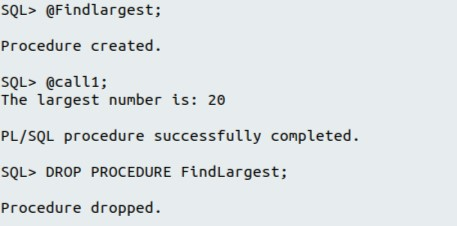 SQL> @Findlargest;
Procedure created.
SQL> @call1;
The largest number is: 20
PL/SQL procedure successfully completed.
SQL> DROP PROCEDURE FindLargest;
Procedure dropped.